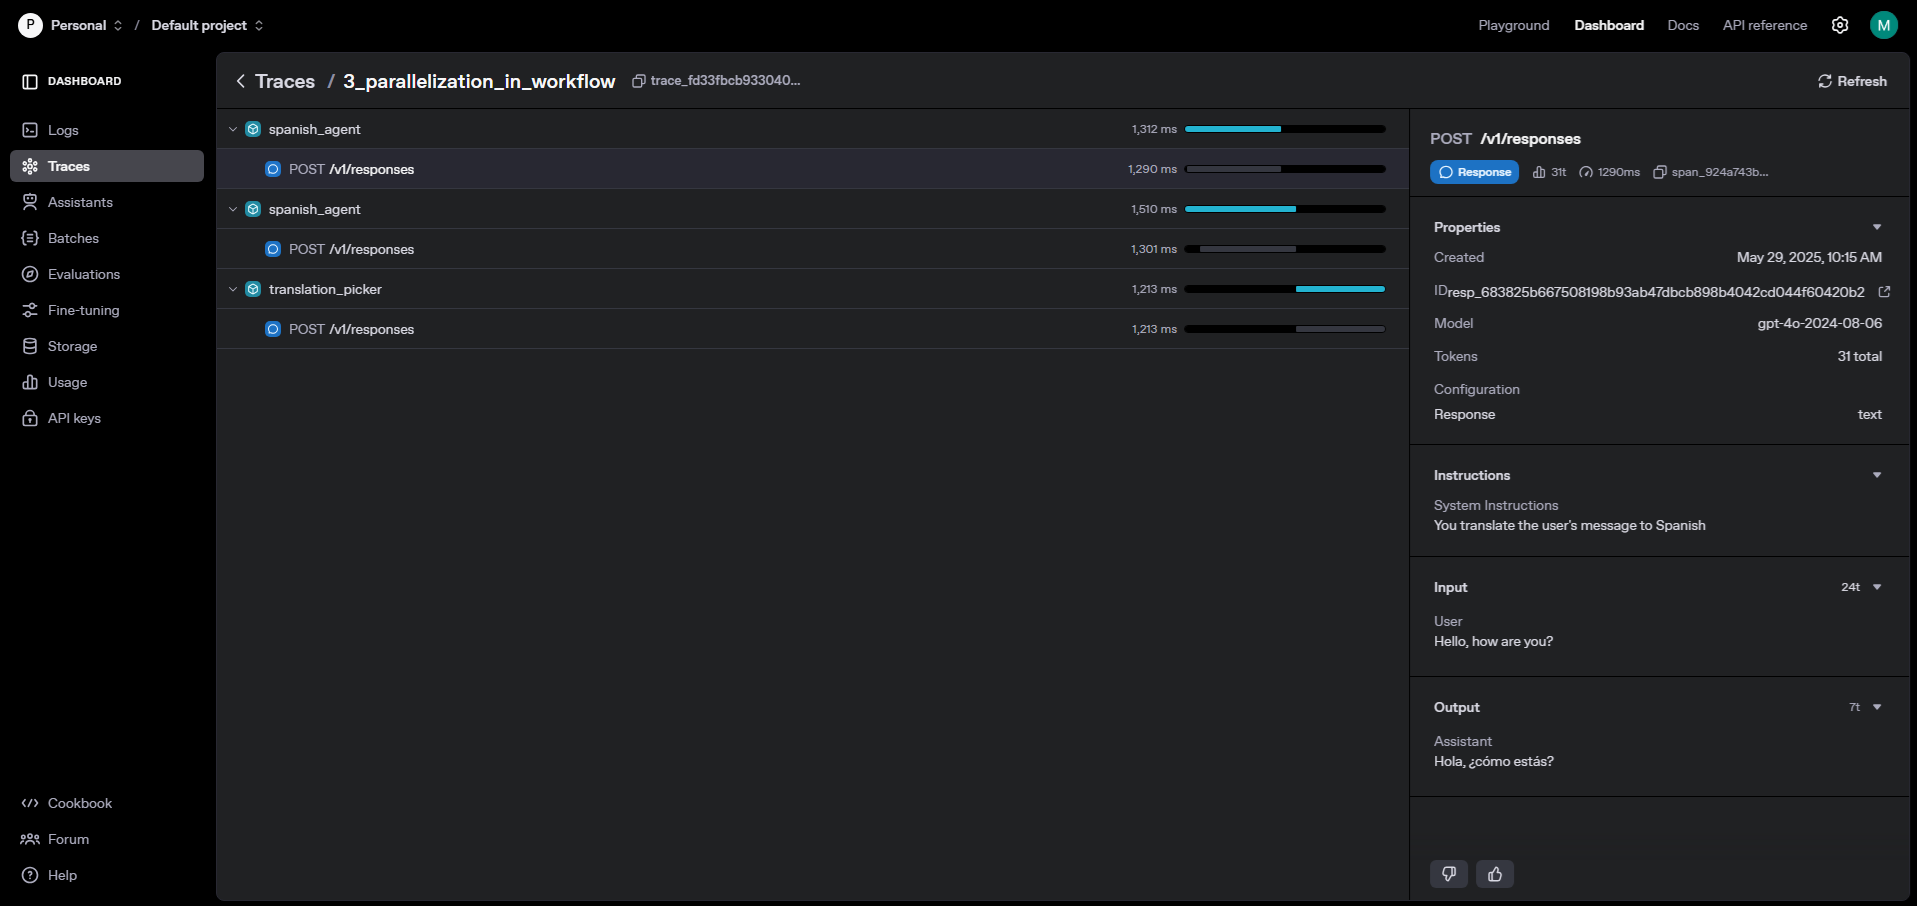 P Personal / Default project
Playground Dashboard Docs API reference M
DASHBOARD
Logs
Traces
Assistants
Batches
Evaluations
Fine-tuning
Storage
Usage
API keys
Cookbook
Forum
Help
Traces / 3_parallelization_in_workflow trace_fd33fbcb933040...
Refresh
spanish_agent 1,312 ms
POST /v1/responses 1,290 ms
spanish_agent 1,510 ms
POST /v1/responses 1,301 ms
translation_picker 1,213 ms
POST /v1/responses 1,213 ms
POST /v1/responses
Response 31t 1290ms span_924a743b...
Properties
Created May 29, 2025, 10:15 AM
ID resp_683825b667508198b93ab47dbcb898b4042cd044f60420b2
Model gpt-4o-2024-08-06
Tokens 31 total
Configuration
Response text
Instructions
System Instructions
You translate the user's message to Spanish
Input 24t
User
Hello, how are you?
Output 7t
Assistant
Hola, ¿cómo estás?